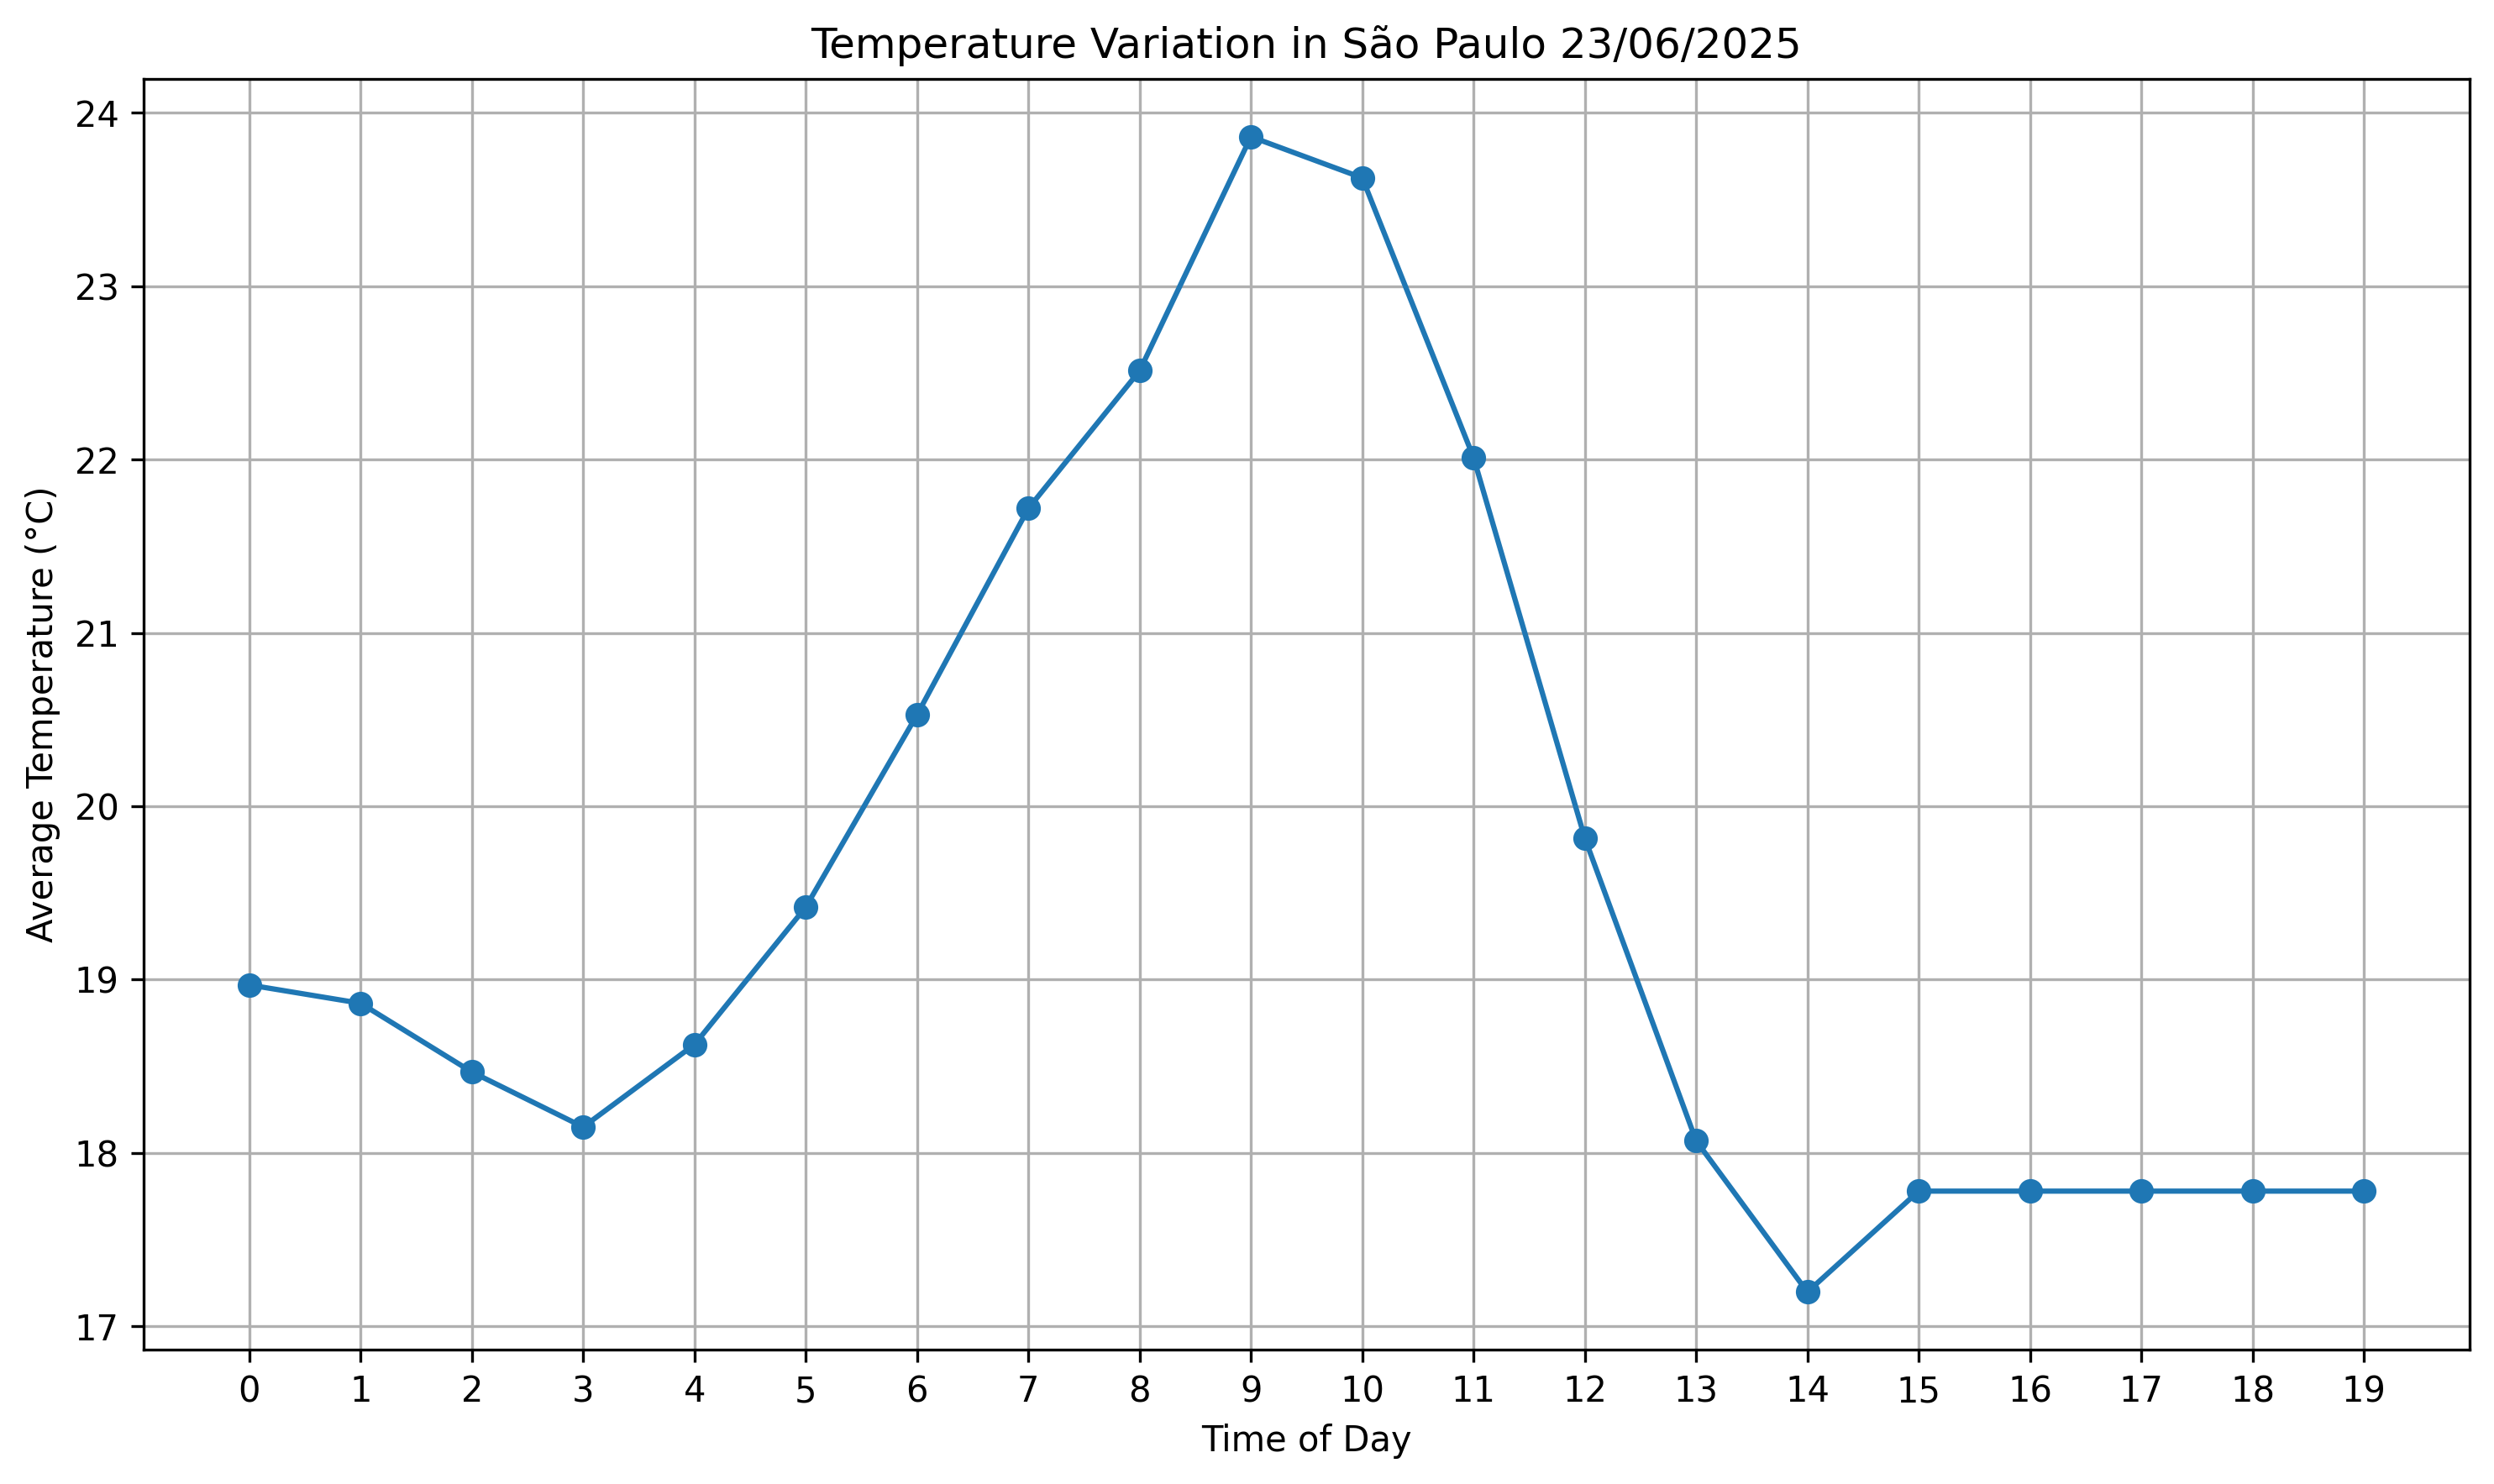 Temperature Variation in São Paulo 23/06/2025
24
23
22
21
20
19
18
17
Average Temperature (°C)
0 1 2 3 4 5 6 7 8 9 10 11 12 13 14 15 16 17 18 19
Time of Day